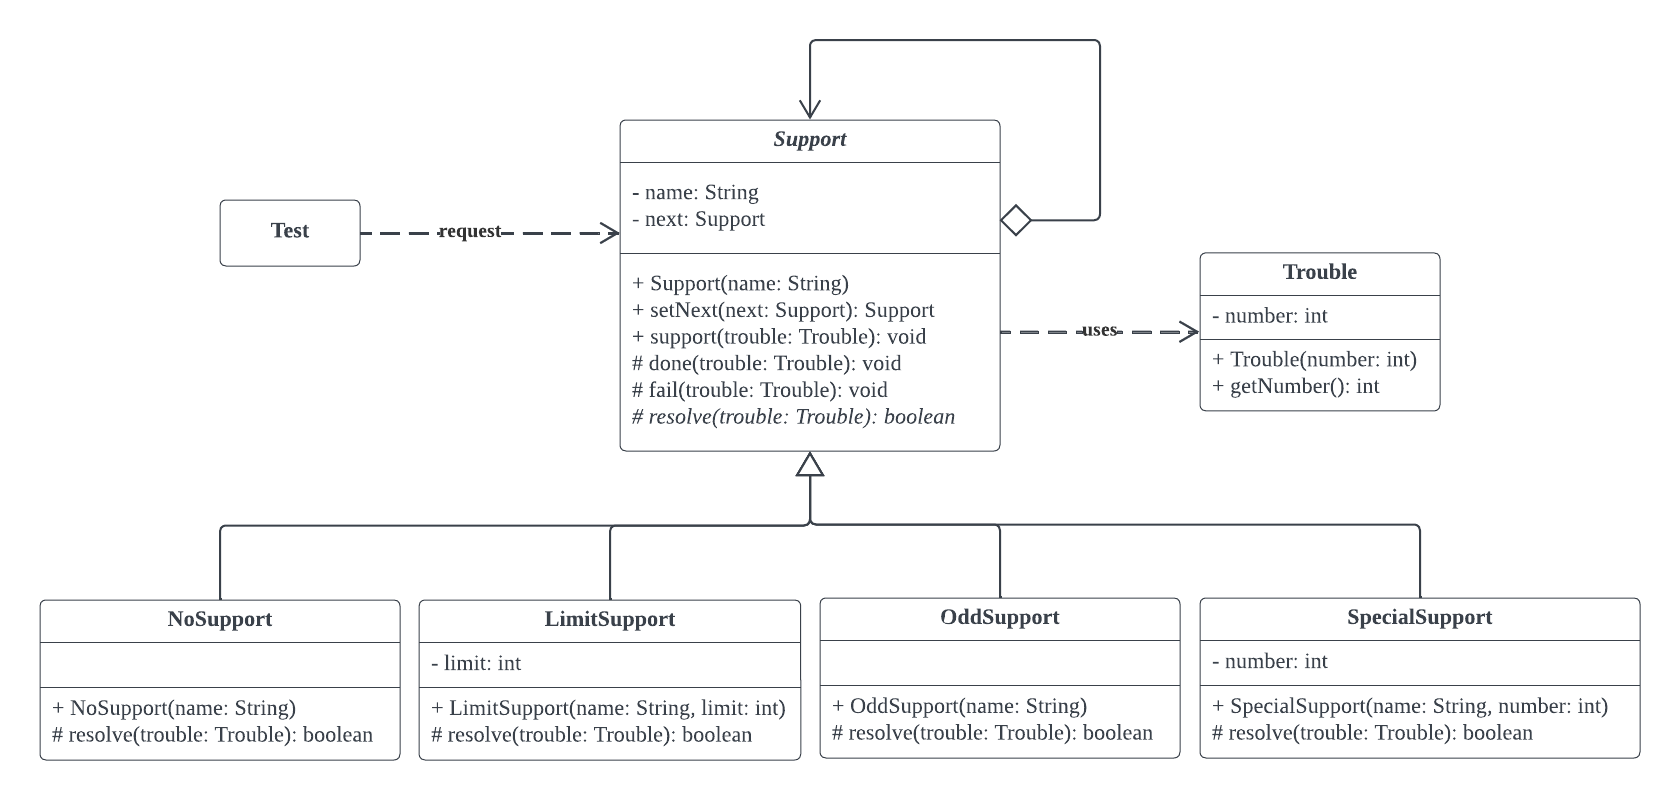 Support
- name: String
- next: Support
+ Support(name: String)
+ setNext(next: Support): Support
+ support(trouble: Trouble): void
# done(trouble: Trouble): void
# fail(trouble: Trouble): void
# resolve(trouble: Trouble): boolean
Test
request
uses
Trouble
- number: int
+ Trouble(number: int)
+ getNumber(): int
NoSupport
+ NoSupport(name: String)
# resolve(trouble: Trouble): boolean
LimitSupport
- limit: int
+ LimitSupport(name: String, limit: int)
# resolve(trouble: Trouble): boolean
OddSupport
+ OddSupport(name: String)
# resolve(trouble: Trouble): boolean
SpecialSupport
- number: int
+ SpecialSupport(name: String, number: int)
# resolve(trouble: Trouble): boolean